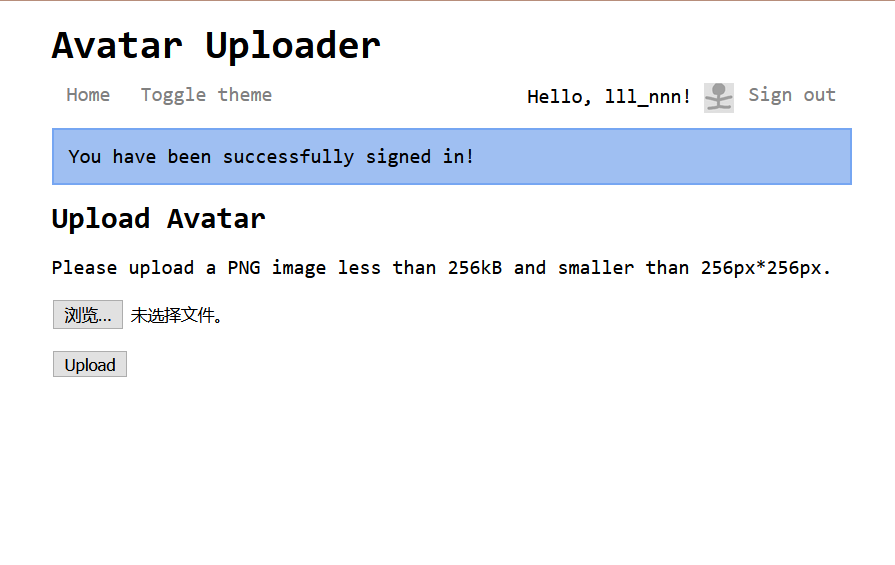 Avatar Uploader
Home Toggle theme Hello, lll_nnn! Sign out
You have been successfully signed in!
Upload Avatar
Please upload a PNG image less than 256kB and smaller than 256px*256px.
浏览... 未选择文件。
Upload